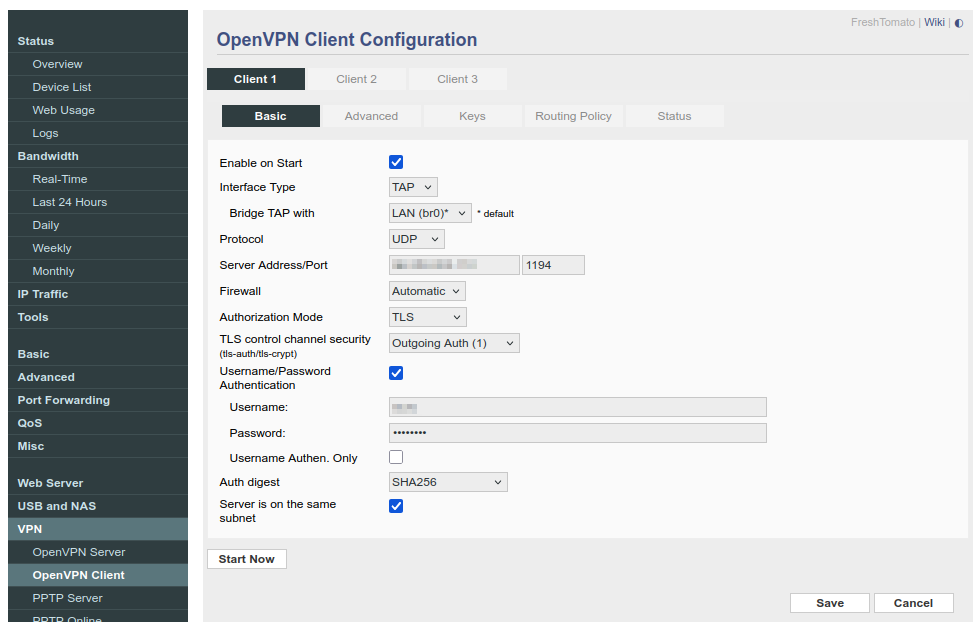 Status
Overview
Device List
Web Usage
Logs
Bandwidth
Real-Time
Last 24 Hours
Daily
Weekly
Monthly
IP Traffic
Tools
Basic
Advanced
Port Forwarding
QoS
Misc
Web Server
USB and NAS
VPN
OpenVPN Server
OpenVPN Client
PPTP Server
PPTP Online
FreshTomato | Wiki |
OpenVPN Client Configuration
Client 1 Client 2 Client 3
Basic Advanced Keys Routing Policy Status
Enable on Start
Interface Type TAP
Bridge TAP with LAN (br0)* * default
Protocol UDP
Server Address/Port 1194
Firewall Automatic
Authorization Mode TLS
TLS control channel security
(tls-auth/tls-crypt) Outgoing Auth (1)
Username/Password
Authentication
Username:
Password: ••••••••
Username Authen. Only
Auth digest SHA256
Server is on the same
subnet
Start Now
Save Cancel